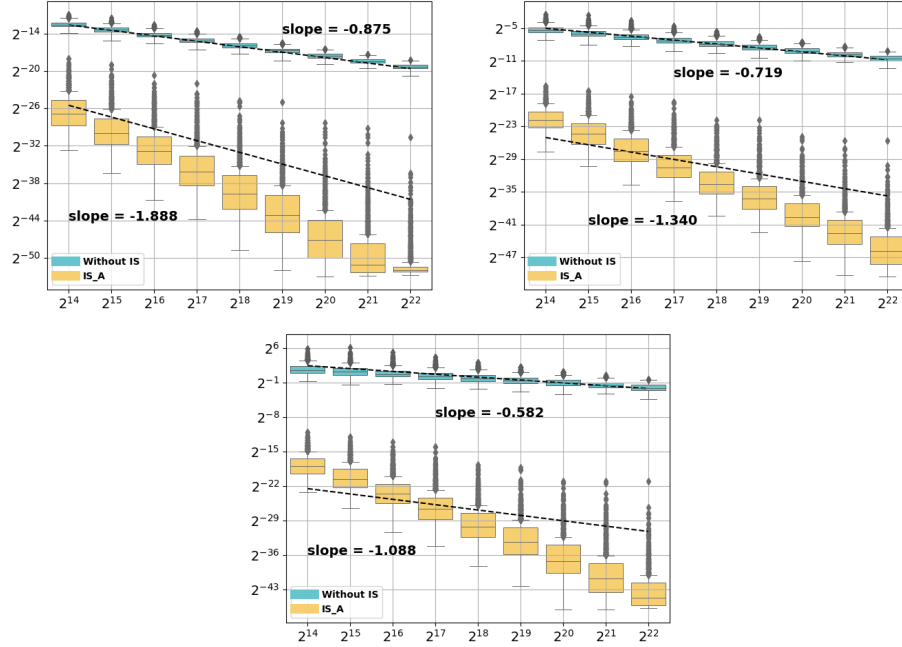 2^-14
2^-20
2^-26
2^-32
2^-38
2^-44
2^-50
slope = -0.875
slope = -1.888
Without IS
IS_A
2^14 2^15 2^16 2^17 2^18 2^19 2^20 2^21 2^22
2^-5
2^-11
2^-17
2^-23
2^-29
2^-35
2^-41
2^-47
slope = -0.719
slope = -1.340
Without IS
IS_A
2^14 2^15 2^16 2^17 2^18 2^19 2^20 2^21 2^22
2^6
2^-1
2^-8
2^-15
2^-22
2^-29
2^-36
2^-43
slope = -0.582
slope = -1.088
Without IS
IS_A
2^14 2^15 2^16 2^17 2^18 2^19 2^20 2^21 2^22